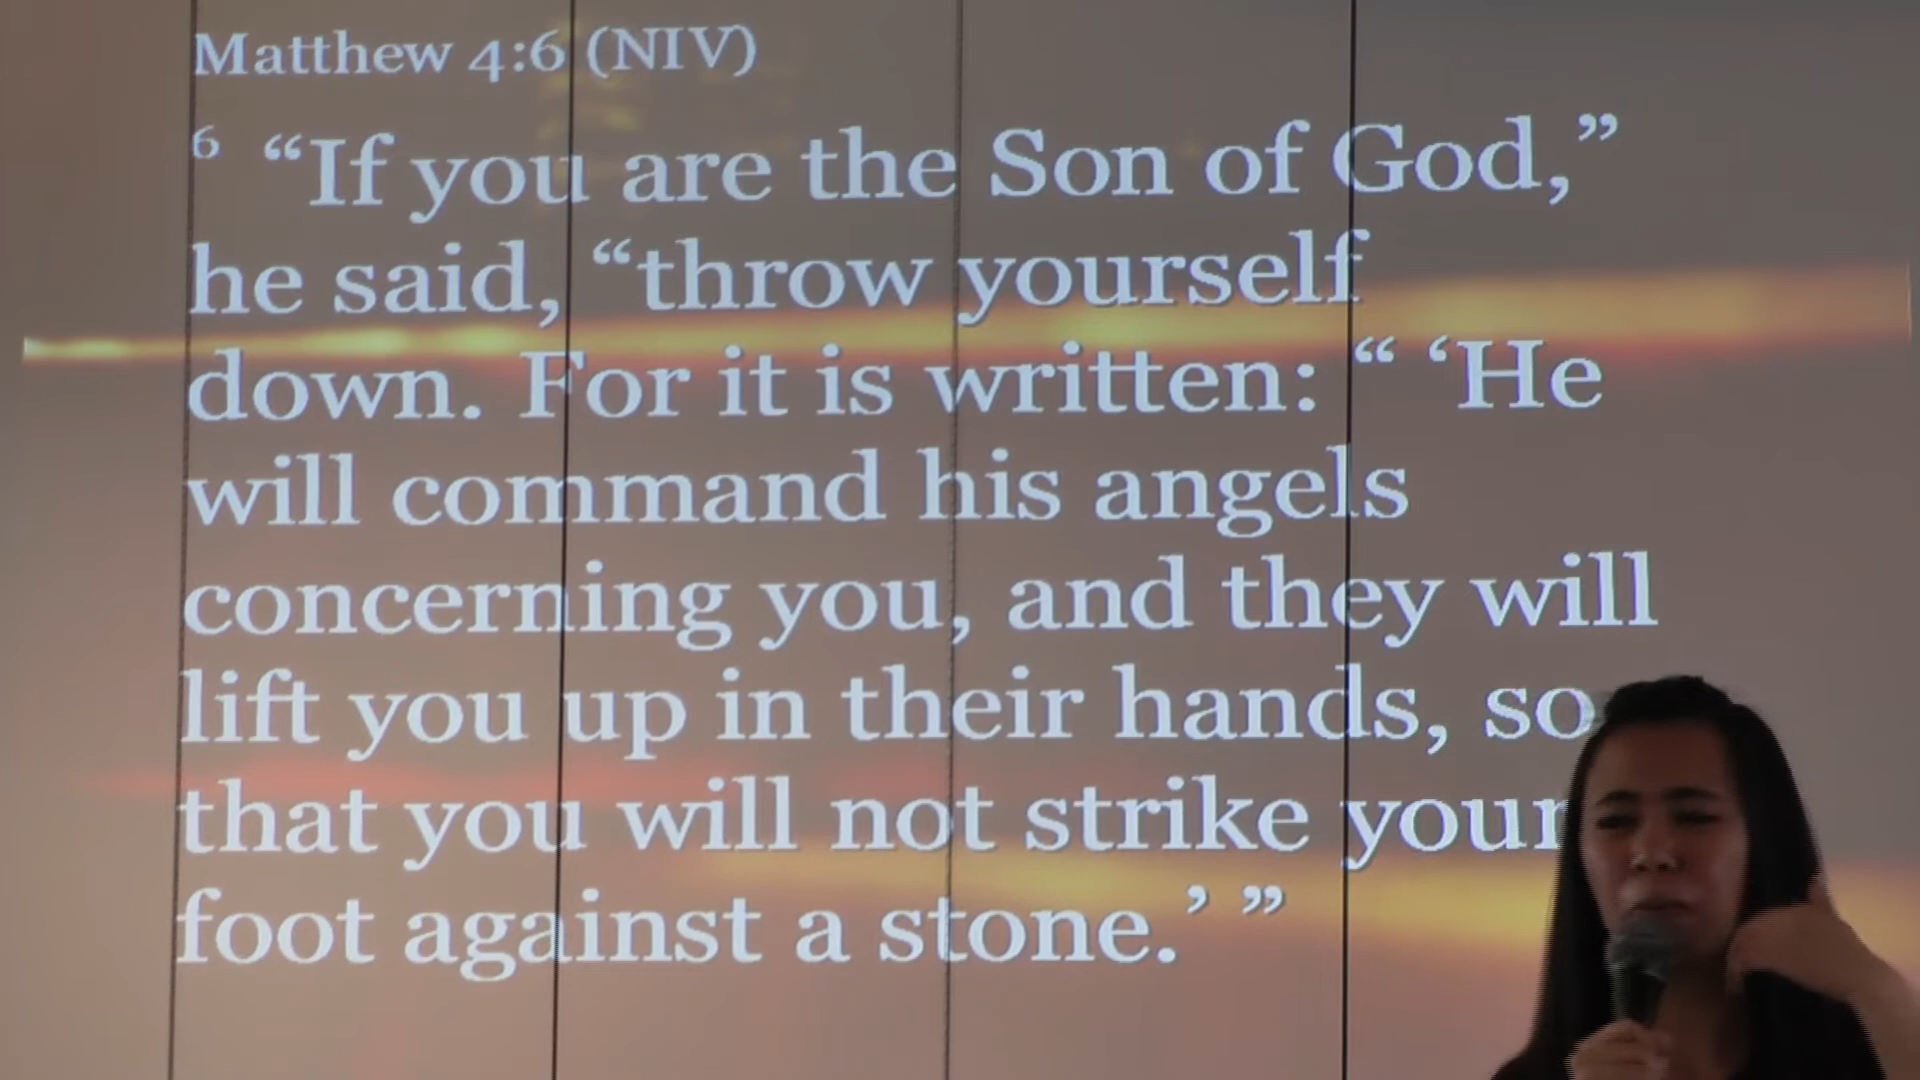 Matthew 4:6 (NIV)
6 “If you are the Son of God,”
he said, “throw yourself
down. For it is written: “ ‘He
will command his angels
concerning you, and they will
lift you up in their hands, so
that you will not strike your
foot against a stone.’ ”